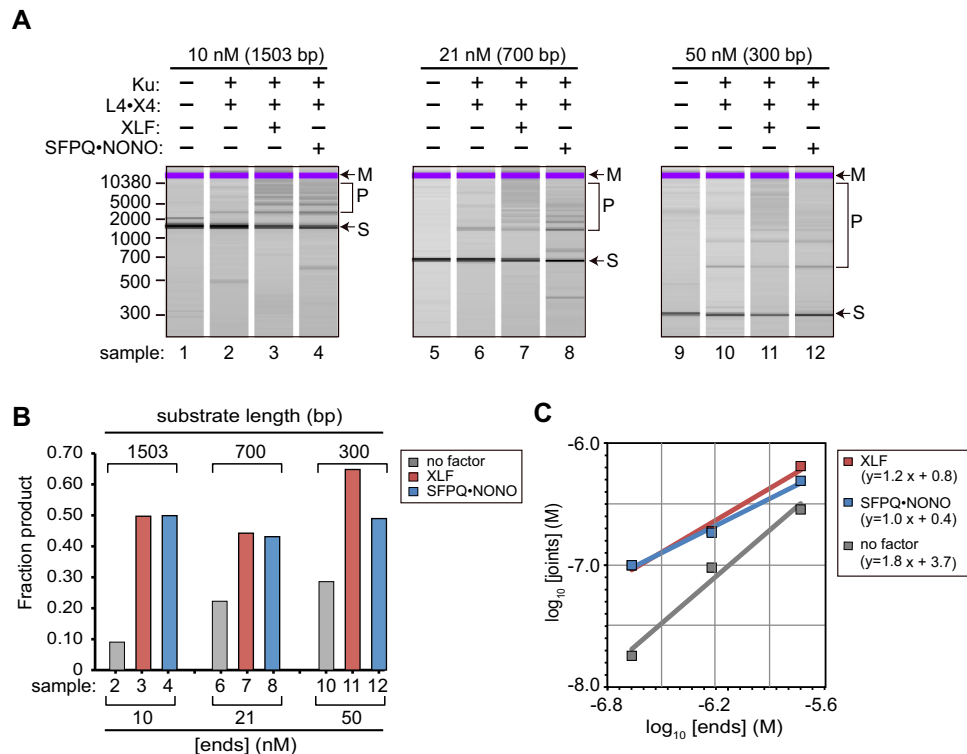 A
10 nM (1503 bp) 21 nM (700 bp) 50 nM (300 bp)
Ku: − + + + − + + + − + + +
L4•X4: − + + + − + + + − + + +
XLF: − − + − − + − − +
SFPQ•NONO: − − + − − + − − +
10380
5000
2000
1000
700
500
300
M
P
S
M
P
S
M
P
S
sample: 1 2 3 4 5 6 7 8 9 10 11 12
B
substrate length (bp)
1503 700 300
Fraction product
0.70
0.60
0.50
0.40
0.30
0.20
0.10
0
no factor
XLF
SFPQ•NONO
sample: 2 3 4 6 7 8 10 11 12
10 21 50
[ends] (nM)
C
log10 [joints] (M)
-6.0
-7.0
-8.0
-6.8 -6.2 -5.6
log10 [ends] (M)
XLF
(y=1.2 x + 0.8)
SFPQ•NONO
(y=1.0 x + 0.4)
no factor
(y=1.8 x + 3.7)